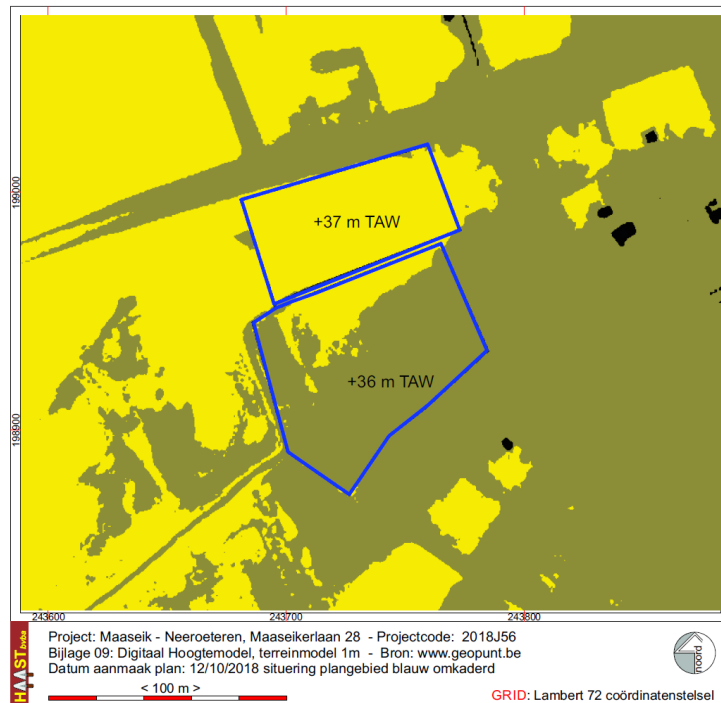 199000
+37 m TAW
+36 m TAW
198900
243600
243700
243800
HAAST bvba
Project: Maaseik - Neeroeteren, Maaseikerlaan 28 - Projectcode: 2018J56
Bijlage 09: Digitaal Hoogtemodel, terreinmodel 1m - Bron: www.geopunt.be
Datum aanmaak plan: 12/10/2018 situering plangebied blauw omkaderd
< 100 m >
noord
GRID: Lambert 72 coördinatenstelsel